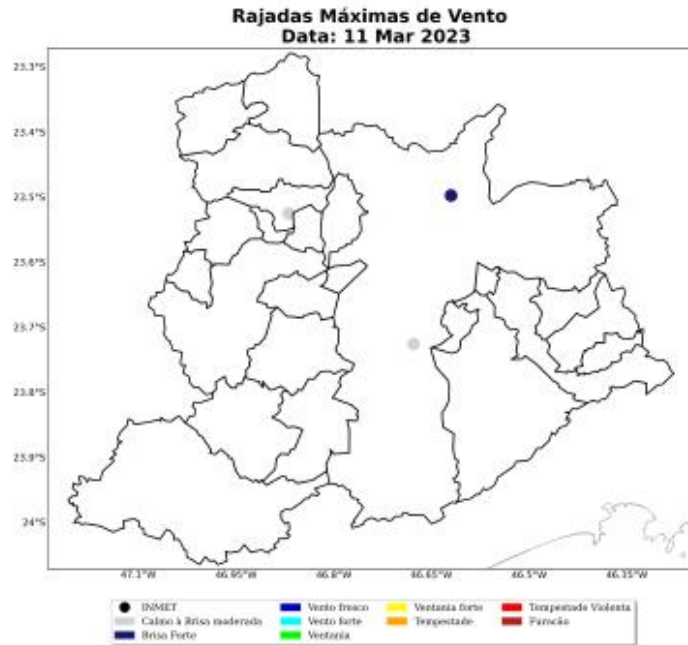 Rajadas Máximas de Vento
Data: 11 Mar 2023
23.3°S
23.4°S
23.5°S
23.6°S
23.7°S
23.8°S
23.9°S
24°S
47.1°W
46.95°W
46.8°W
46.65°W
46.5°W
46.35°W
INMET
Calmo à Brisa moderada
Brisa Forte
Vento fresco
Vento forte
Ventania
Ventania forte
Tempestade
Tempestade Violenta
Furacão